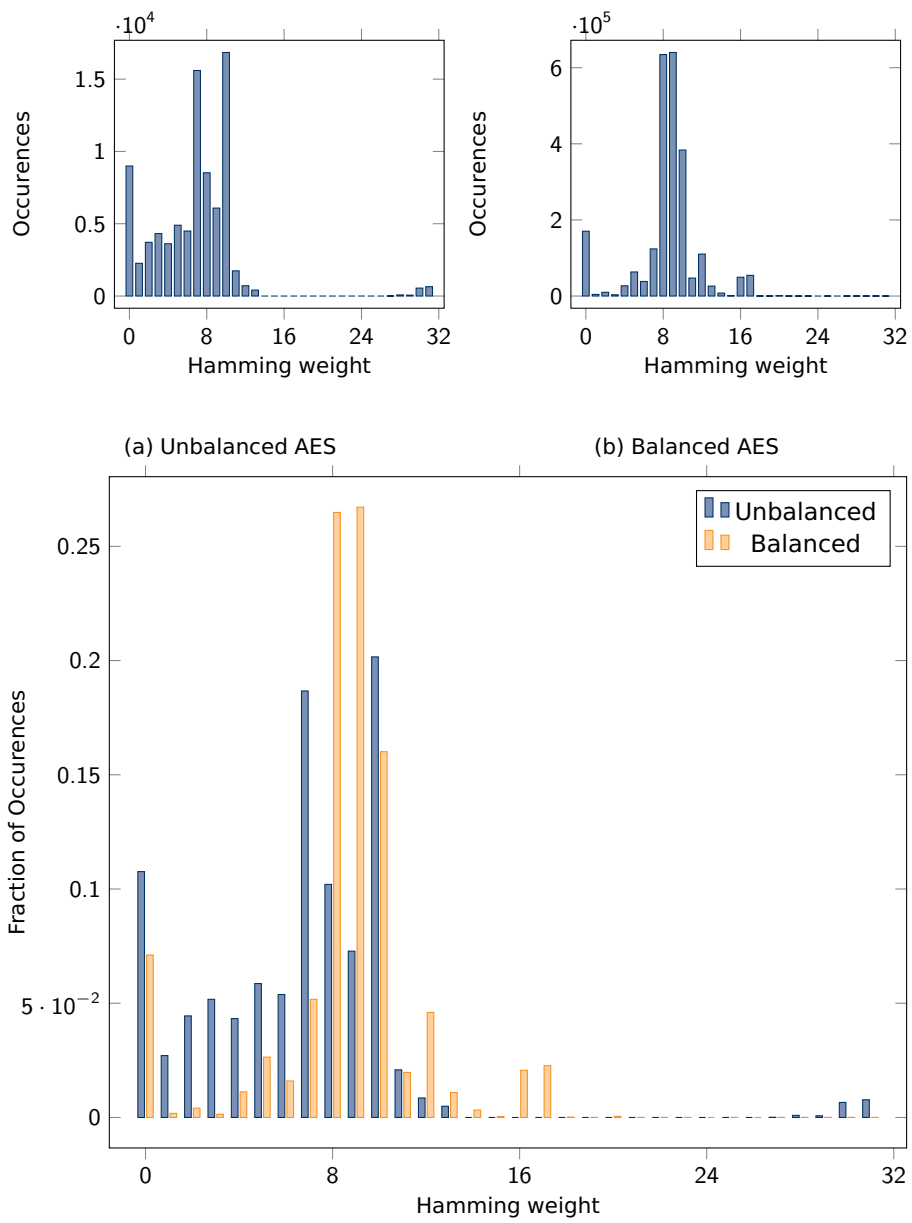 ·10⁴
1.5
1
0.5
0
Occurences
0 8 16 24 32
Hamming weight
·10⁵
6
4
2
0
Occurences
0 8 16 24 32
Hamming weight
(a) Unbalanced AES
(b) Balanced AES
Unbalanced
Balanced
0.25
0.2
0.15
0.1
5 · 10⁻²
0
Fraction of Occurences
0 8 16 24 32
Hamming weight